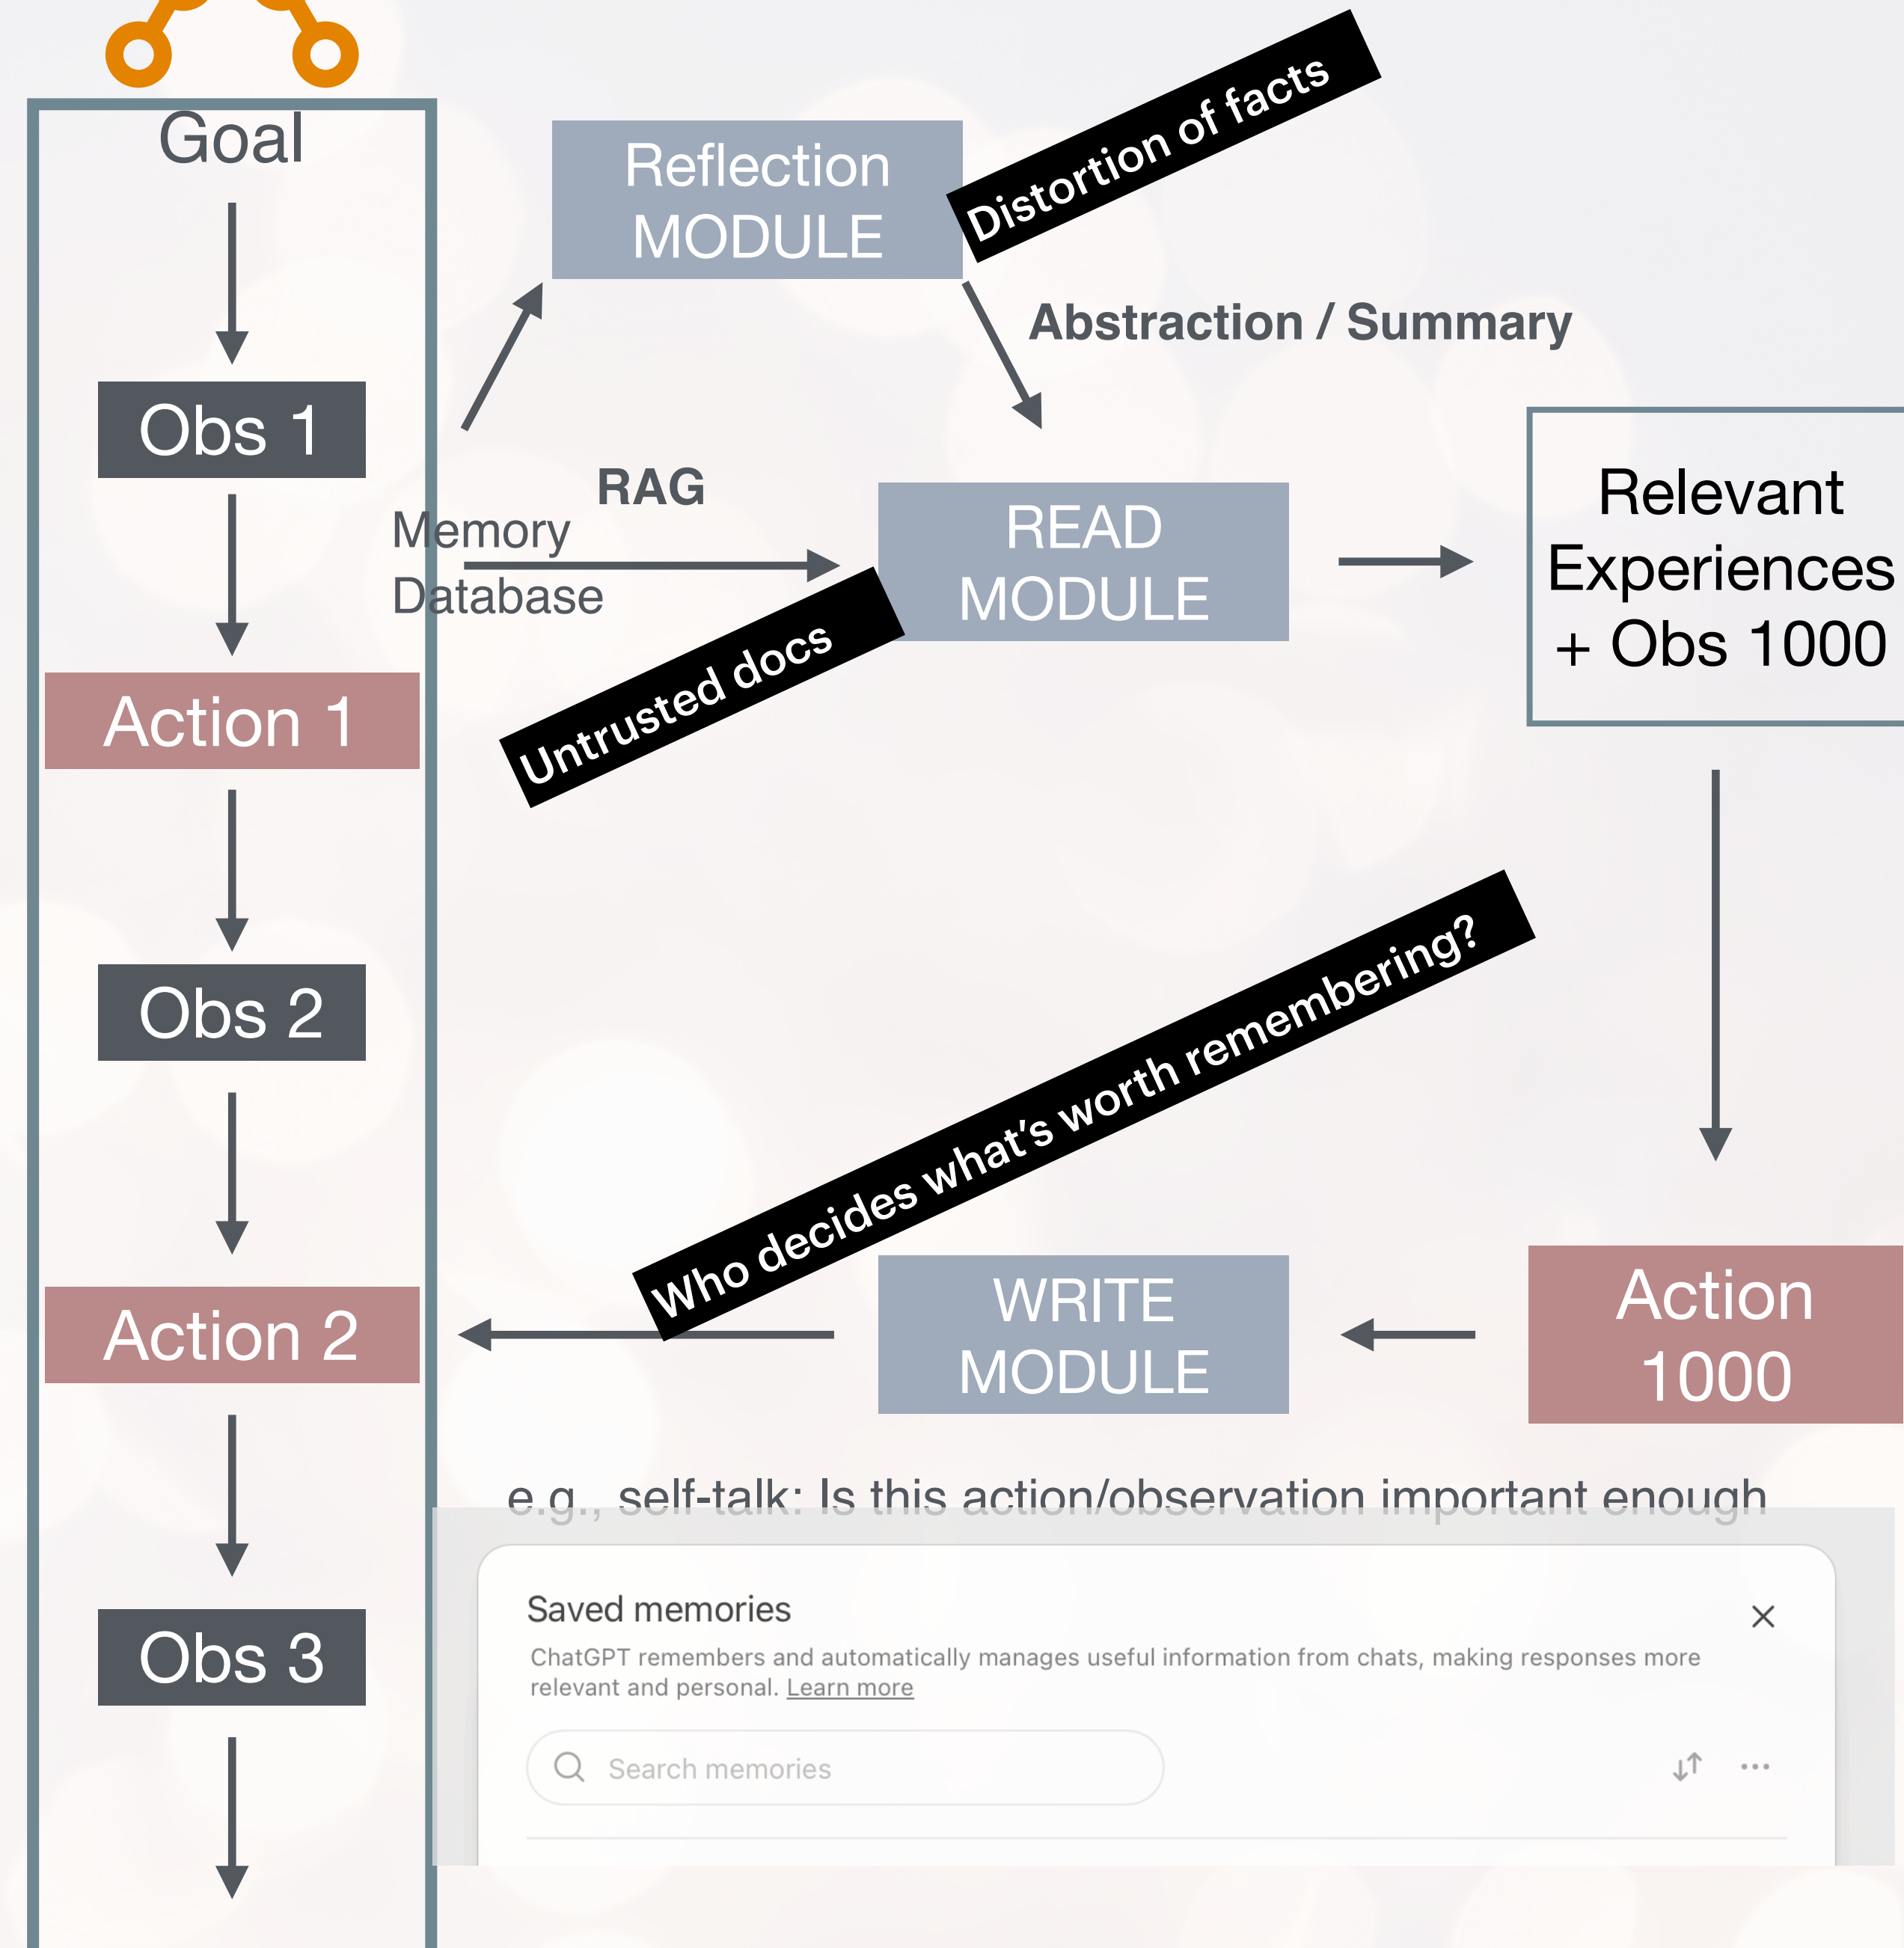 Goal
Obs 1
Action 1
Obs 2
Action 2
Obs 3
Reflection
MODULE
Distortion of facts
Abstraction / Summary
RAG
Memory
Database
READ
MODULE
Untrusted docs
Relevant
Experiences
+ Obs 1000
Who decides what's worth remembering?
WRITE
MODULE
Action
1000
e.g., self-talk: Is this action/observation important enough
Saved memories
ChatGPT remembers and automatically manages useful information from chats, making responses more
relevant and personal. Learn more
Search memories